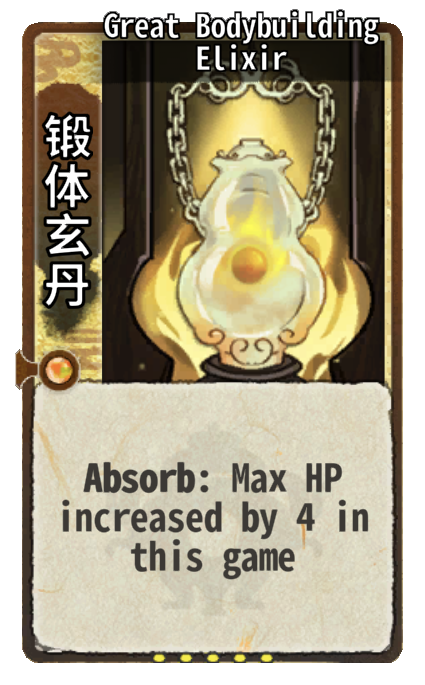 Great Bodybuilding
Elixir
锻体玄丹
Absorb: Max HP
increased by 4 in
this game